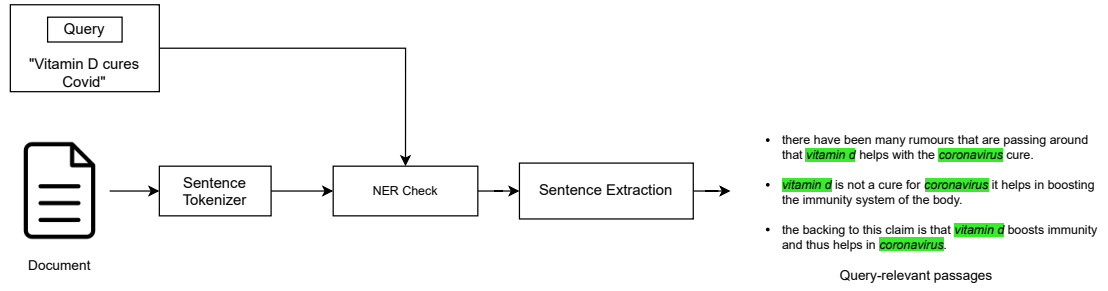 Query
"Vitamin D cures
Covid"
Document
Sentence
Tokenizer
NER Check
Sentence Extraction
• there have been many rumours that are passing around
that vitamin d helps with the coronavirus cure.
• vitamin d is not a cure for coronavirus it helps in boosting
the immunity system of the body.
• the backing to this claim is that vitamin d boosts immunity
and thus helps in coronavirus.
Query-relevant passages